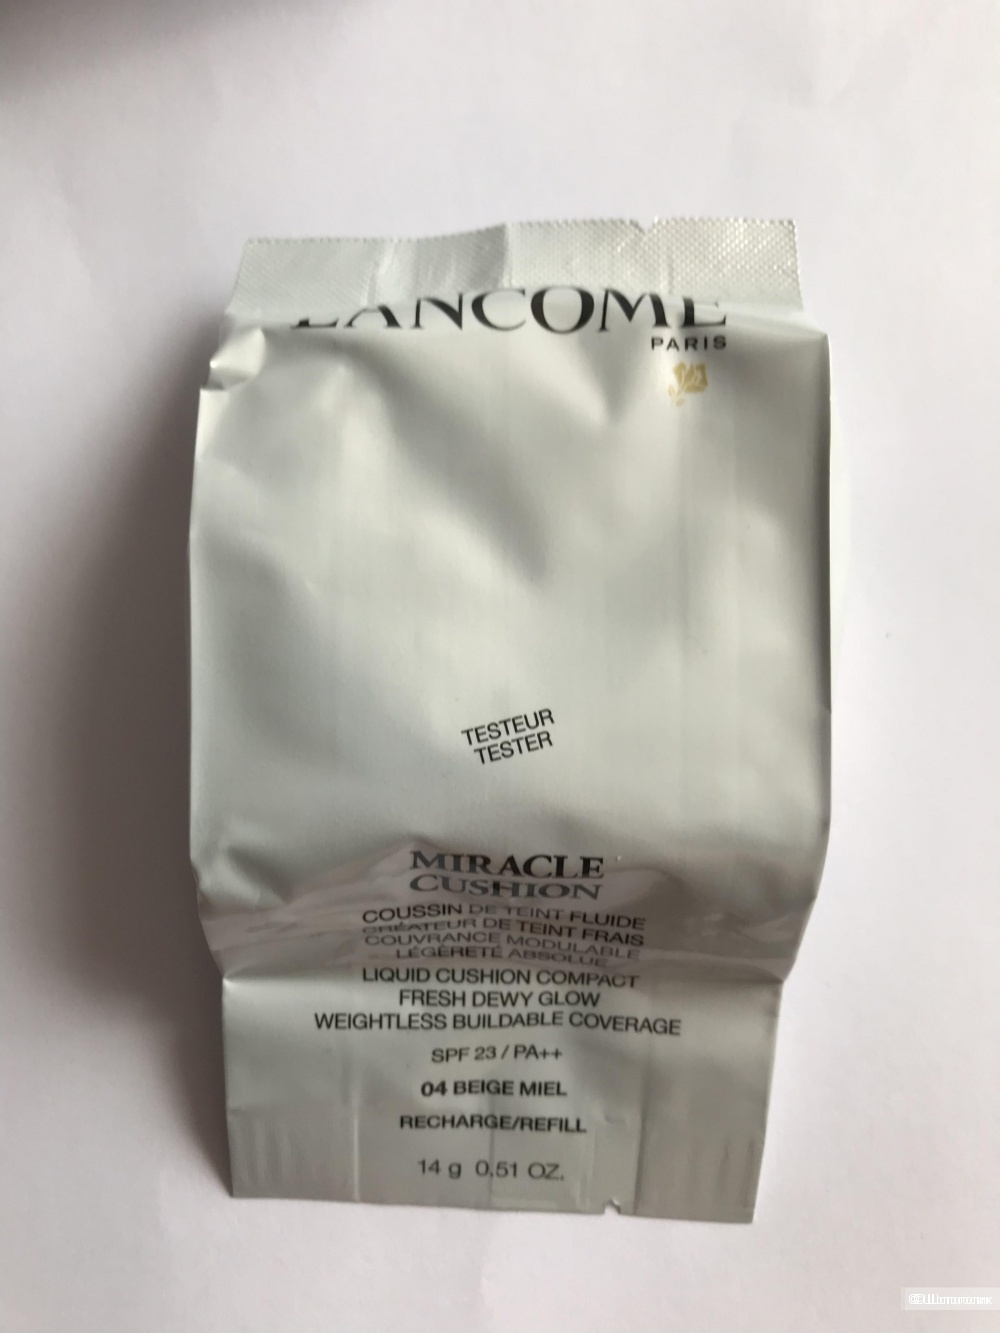 LANCOME
PARIS
TESTEUR
TESTER
MIRACLE
CUSHION
COUSSIN DE TEINT FLUIDE
CRÉATEUR DE TEINT FRAIS
COUVRANCE MODULABLE
LÉGÈRETÉ ABSOLUE
LIQUID CUSHION COMPACT
FRESH DEWY GLOW
WEIGHTLESS BUILDABLE COVERAGE
SPF 23 / PA++
04 BEIGE MIEL
RECHARGE/REFILL
14 g 0,51 OZ.